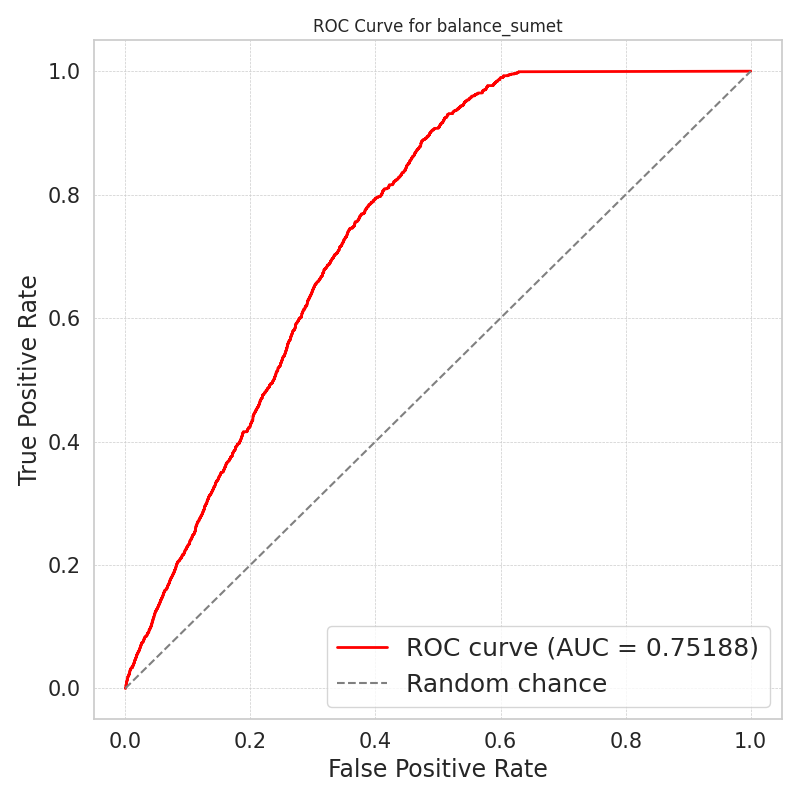 ROC Curve for balance_sumet
1.0
0.8
0.6
0.4
0.2
0.0
True Positive Rate
ROC curve (AUC = 0.75188)
Random chance
0.0 0.2 0.4 0.6 0.8 1.0
False Positive Rate